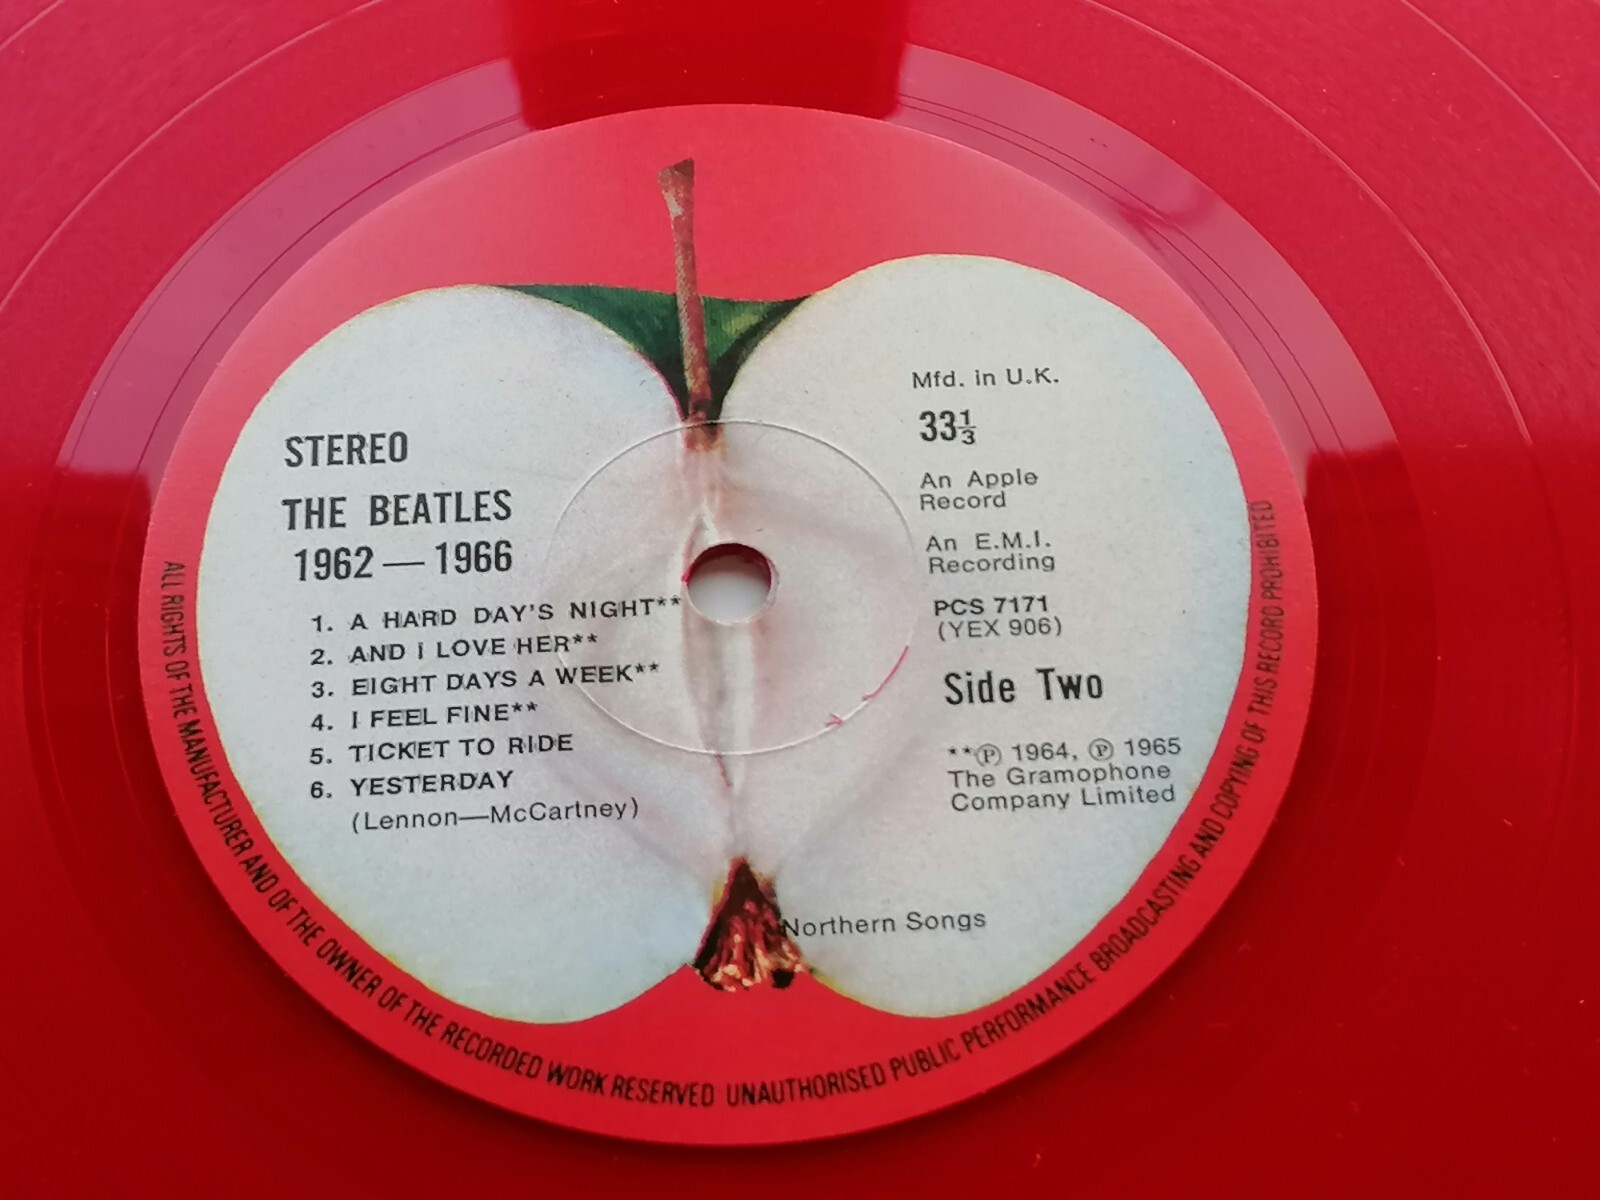 STEREO
THE BEATLES
1962 — 1966
1. A HARD DAY'S NIGHT**
2. AND I LOVE HER**
3. EIGHT DAYS A WEEK**
4. I FEEL FINE**
5. TICKET TO RIDE
6. YESTERDAY
(Lennon—McCartney)
Mfd. in U.K.
33⅓
An Apple
Record
An E.M.I.
Recording
PCS 7171
(YEX 906)
Side Two
**℗ 1964, ℗ 1965
The Gramophone
Company Limited
Northern Songs
ALL RIGHTS OF THE MANUFACTURER AND OF THE OWNER OF THE RECORDED WORK RESERVED UNAUTHORISED PUBLIC PERFORMANCE BROADCASTING AND COPYING OF THIS RECORD PROHIBITED